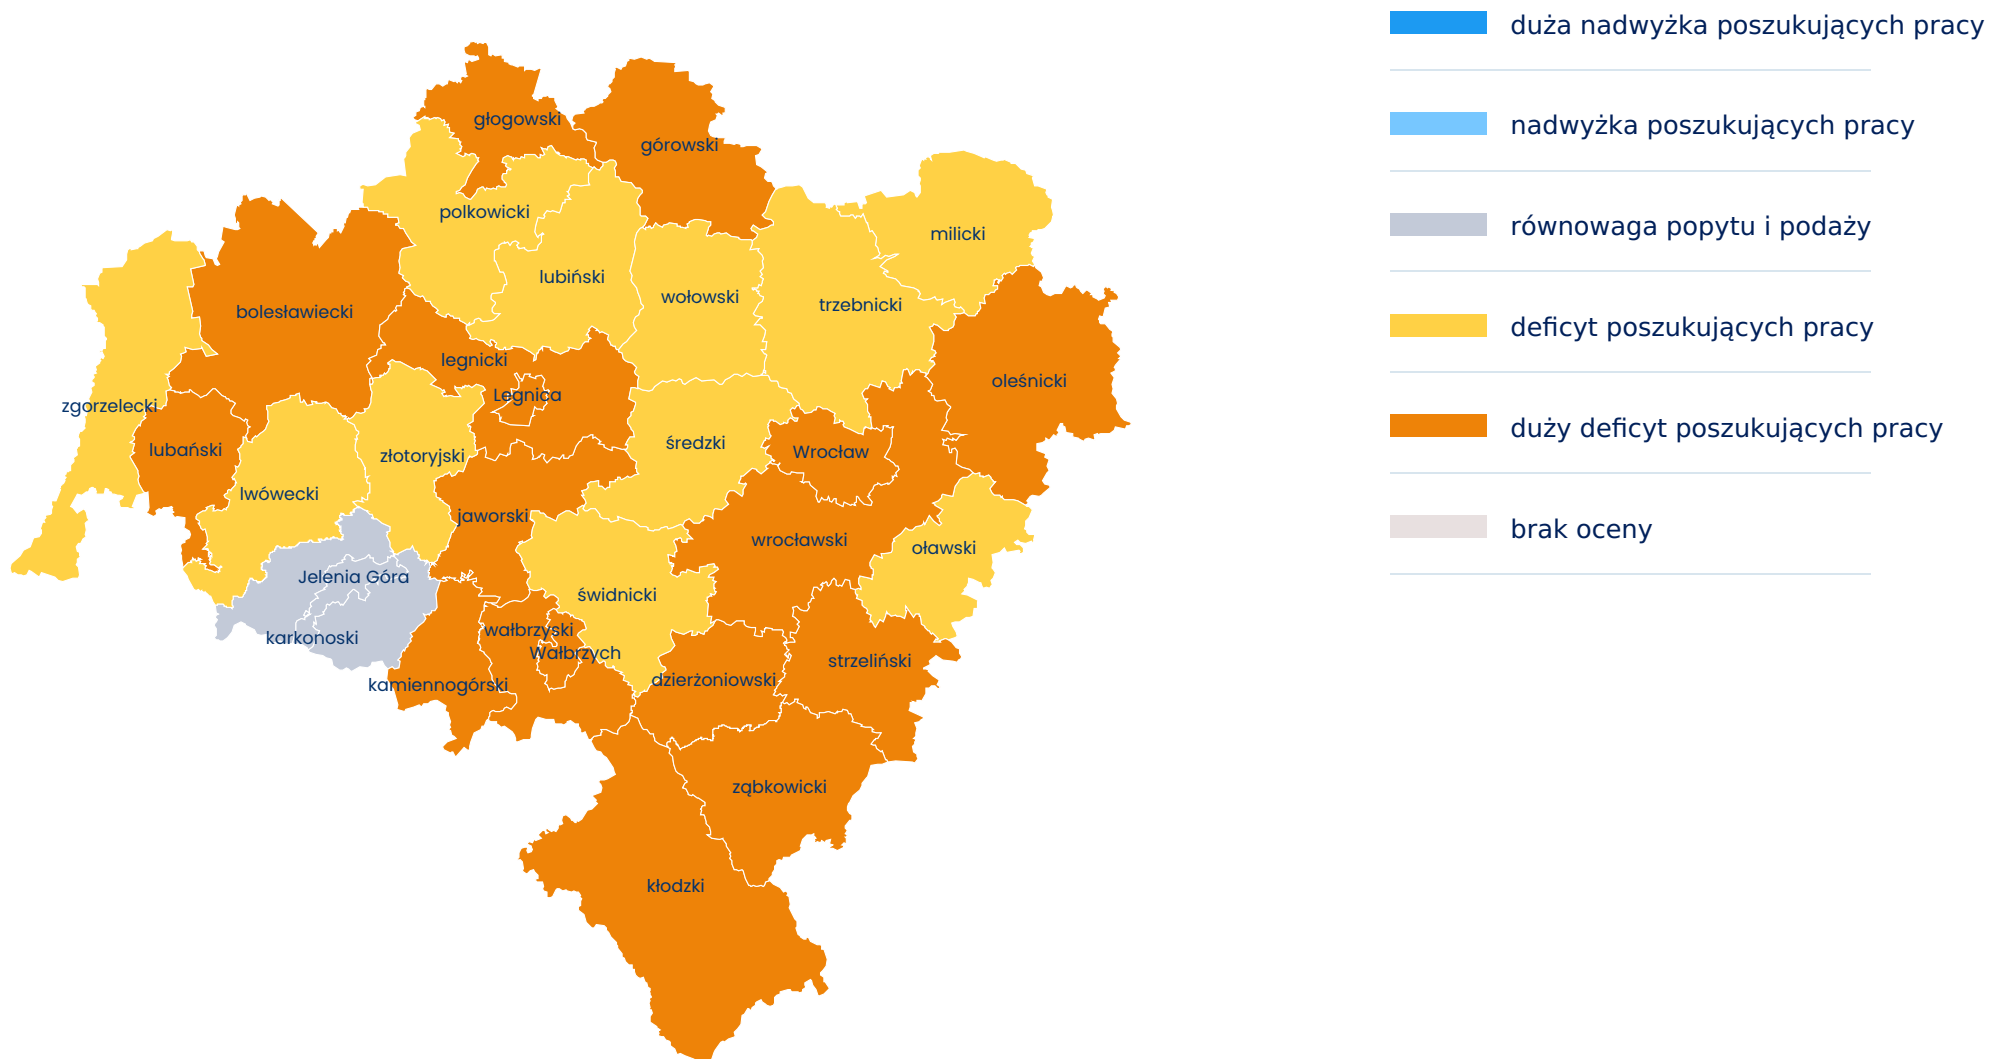 duża nadwyżka poszukujących pracy
nadwyżka poszukujących pracy
równowaga popytu i podaży
deficyt poszukujących pracy
duży deficyt poszukujących pracy
brak oceny
głogowski
górowski
polkowicki
milicki
lubiński
wołowski
trzebnicki
bolesławiecki
legnicki
oleśnicki
Legnica
zgorzelecki
średzki
lubański
Wrocław
złotoryjski
lwówecki
jaworski
wrocławski
oławski
Jelenia Góra
świdnicki
wałbrzyski
karkonoski
Wałbrzych
strzeliński
dzierżoniowski
kamiennogórski
ząbkowicki
kłodzki